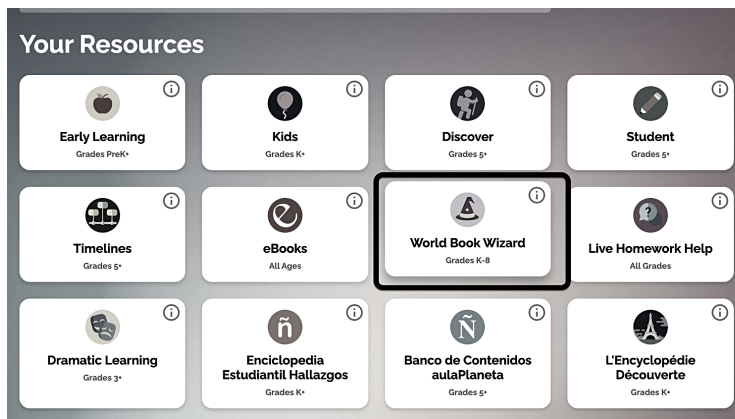 Your Resources
Early Learning
Grades PreK+
Kids
Grades K+
Discover
Grades 5+
Student
Grades 5+
Timelines
Grades 5+
eBooks
All Ages
World Book Wizard
Grades K-8
Live Homework Help
All Grades
Dramatic Learning
Grades 3+
Enciclopedia
Estudiantil Hallazgos
Grades K+
Banco de Contenidos
aulaPlaneta
Grades 5+
L'Encyclopédie
Découverte
Grades K+